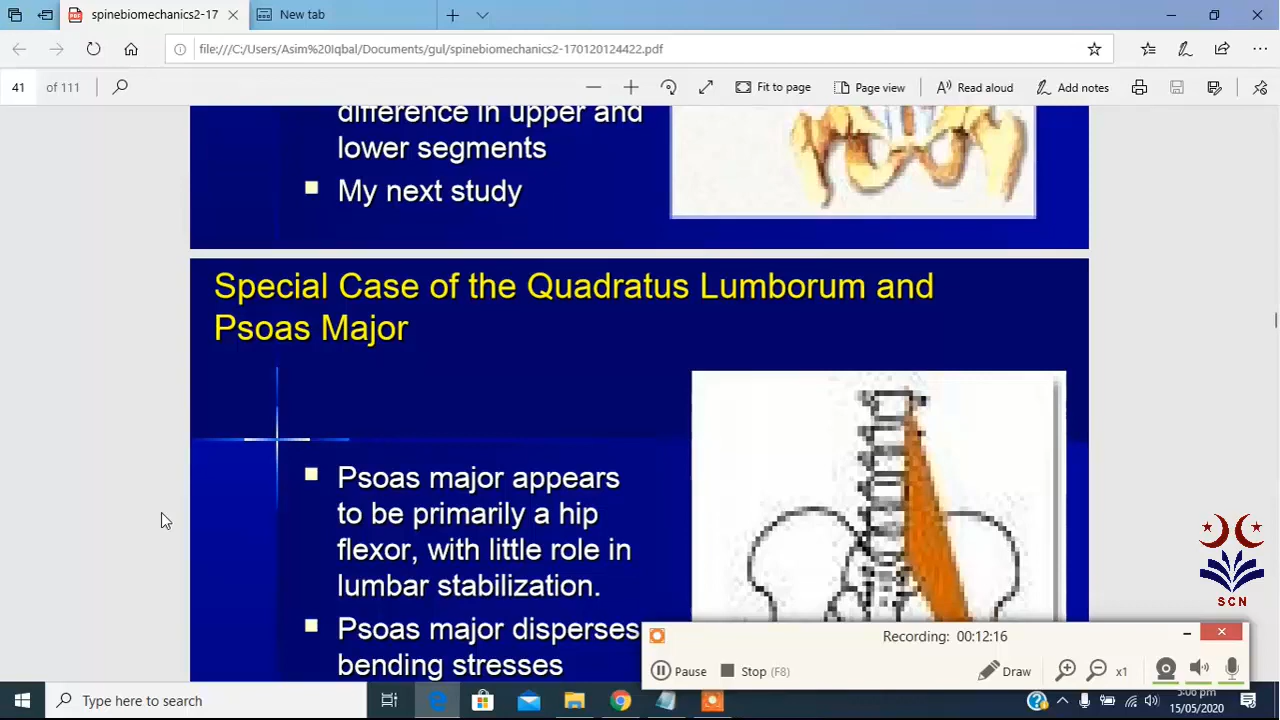 spinebiomechanics2-17
New tab
file:///C:/Users/Asim%20Iqbal/Documents/gul/spinebiomechanics2-170120124422.pdf
41 of 111
Fit to page
Page view
Read aloud
Add notes
difference in upper and
lower segments
My next study
Special Case of the Quadratus Lumborum and
Psoas Major
Psoas major appears
to be primarily a hip
flexor, with little role in
lumbar stabilization.
Psoas major disperses
bending stresses
SCN
Recording: 00:12:16
Pause
Stop (F8)
Draw
x1
Type here to search
5:00 pm
15/05/2020